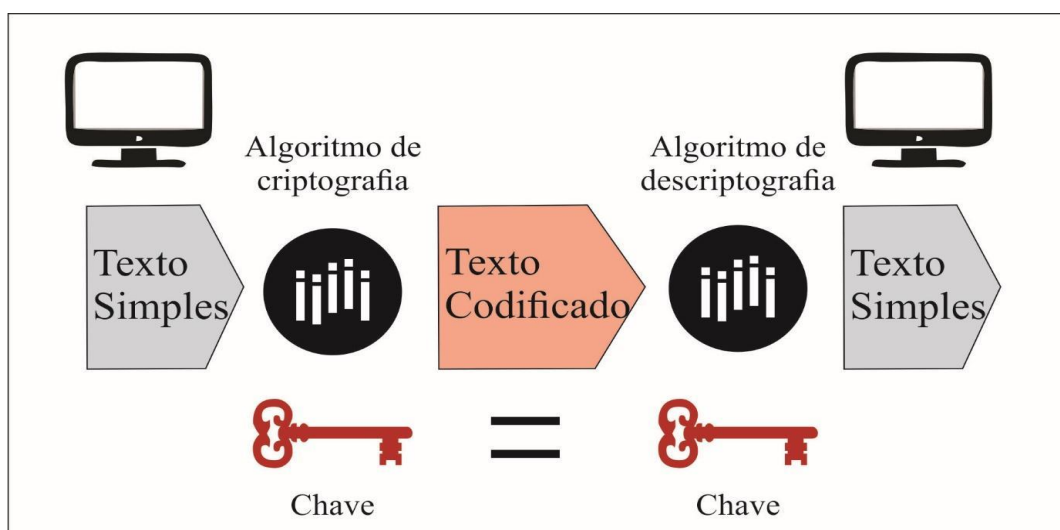 Algoritmo de
criptografia
Algoritmo de
descriptografia
Texto
Simples
Texto
Codificado
Texto
Simples
Chave
Chave